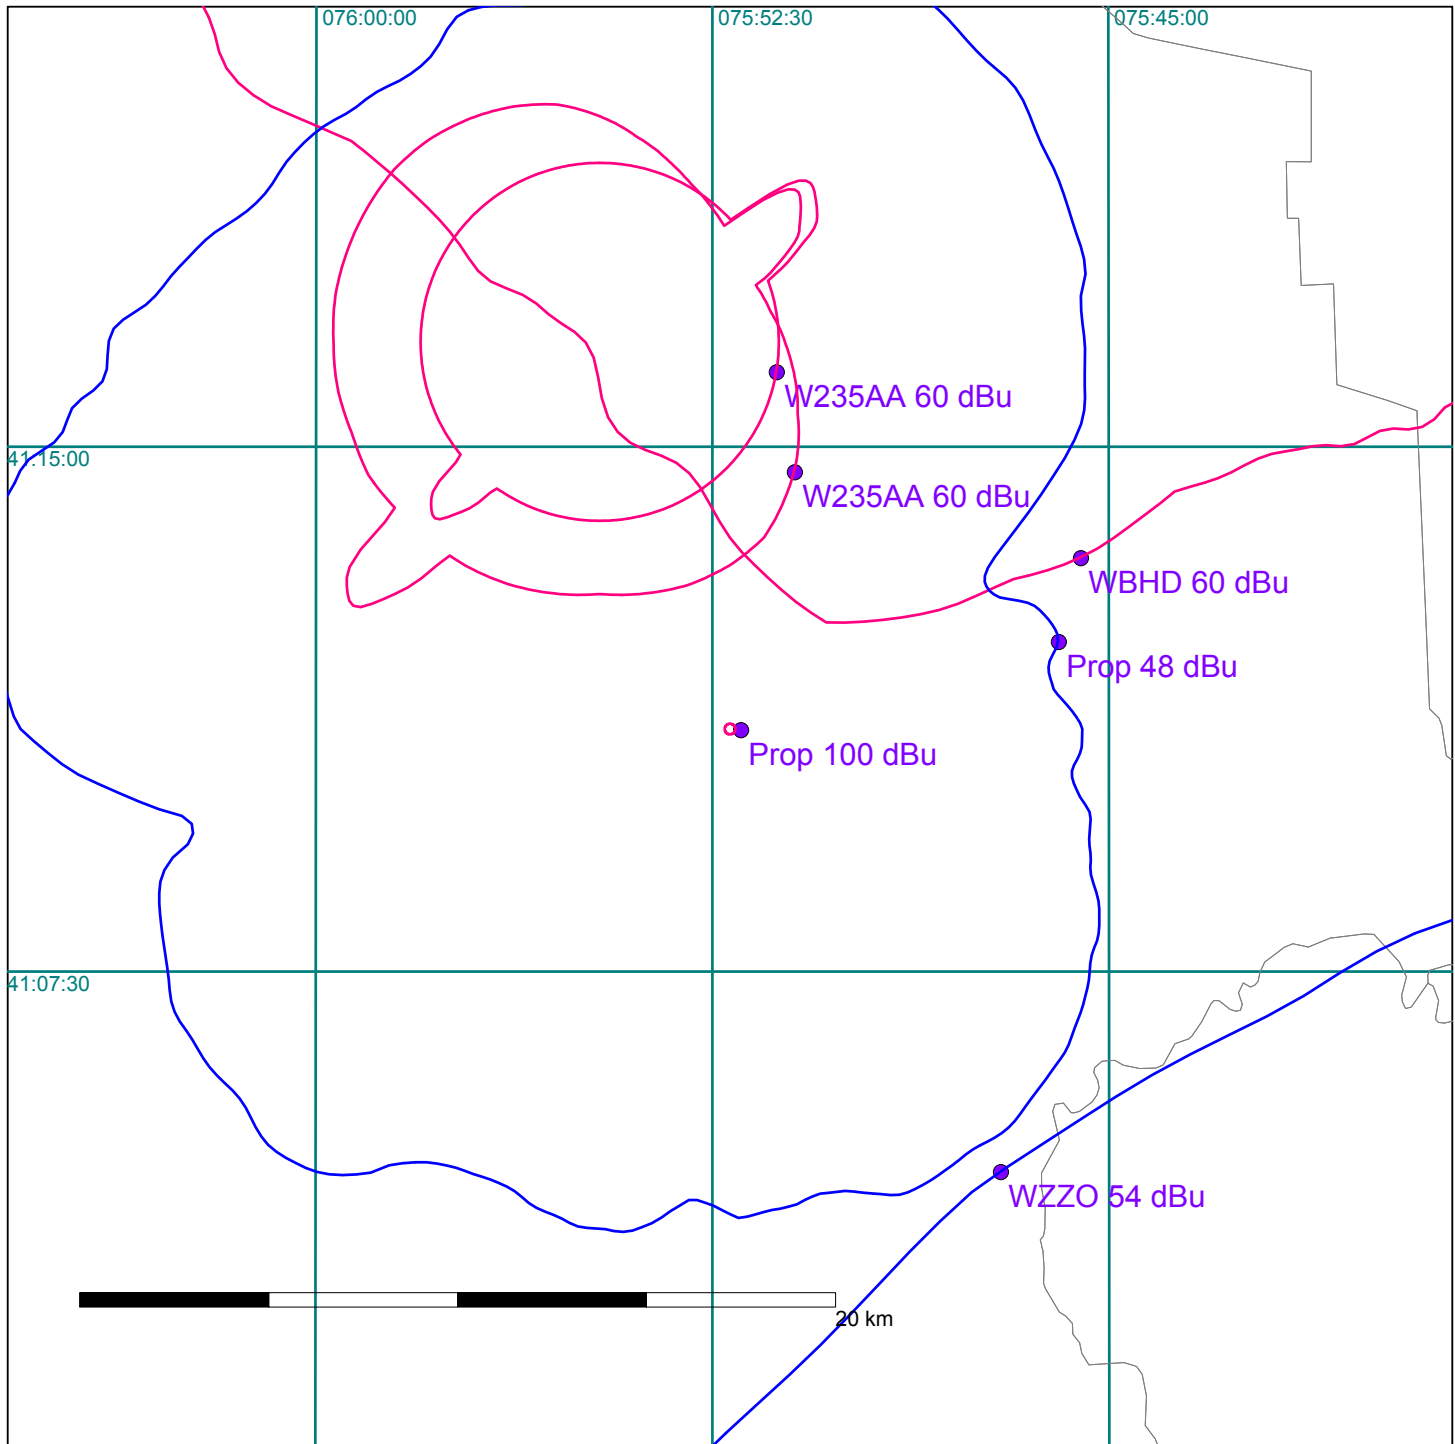 076:00:00
075:52:30
075:45:00
W235AA 60 dBu
41:15:00
W235AA 60 dBu
WBHD 60 dBu
Prop 48 dBu
Prop 100 dBu
41:07:30
WZZO 54 dBu
20 km